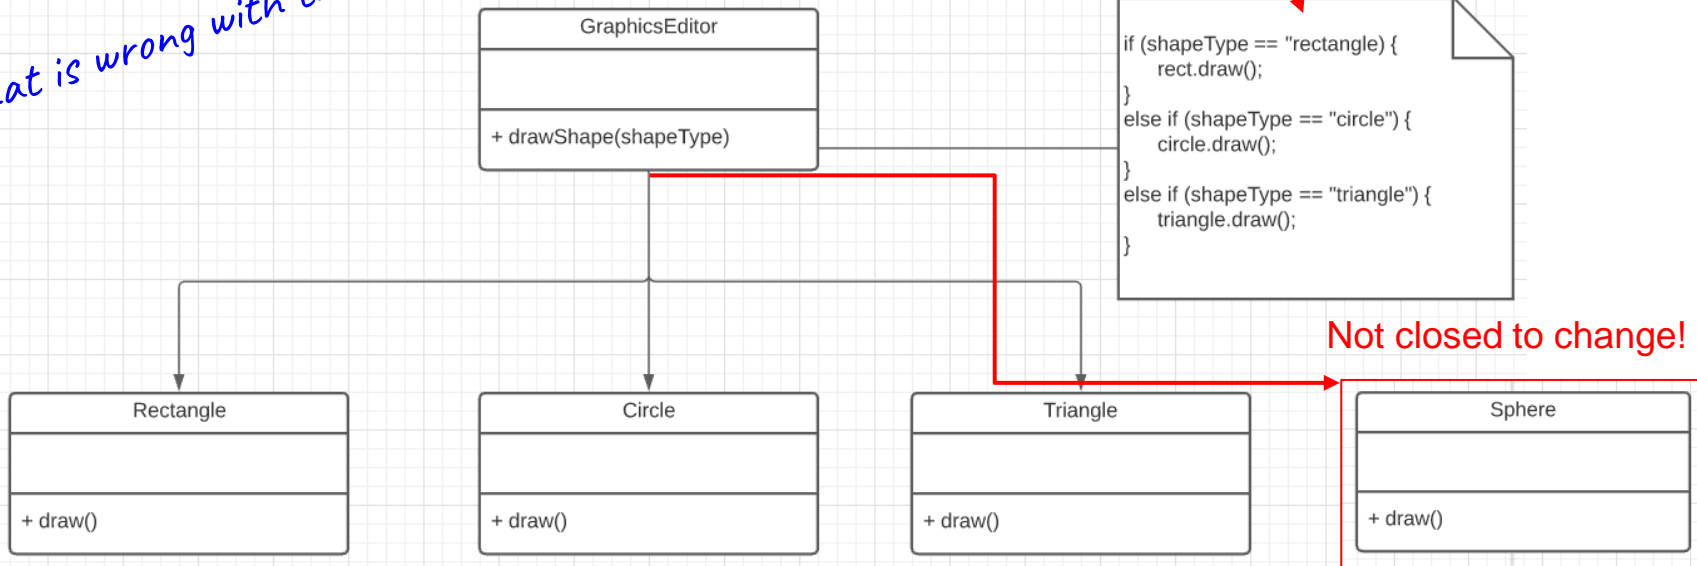 is wrong with
GraphicsEditor
+ drawShape(shapeType)
if (shapeType == "rectangle) {
rect.draw();
}
else if (shapeType == "circle") {
circle.draw();
}
else if (shapeType == "triangle") {
triangle.draw();
}
Not closed to change!
Rectangle
+ draw()
Circle
+ draw()
Triangle
+ draw()
Sphere
+ draw()